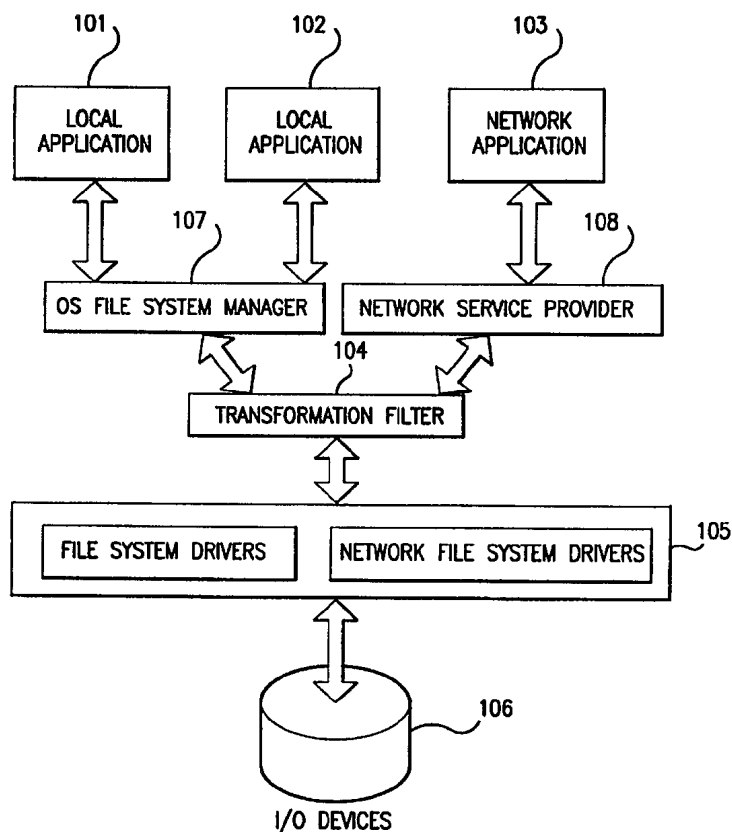 101
102
103
LOCAL
APPLICATION
LOCAL
APPLICATION
NETWORK
APPLICATION
107
108
OS FILE SYSTEM MANAGER
NETWORK SERVICE PROVIDER
104
TRANSFORMATION FILTER
FILE SYSTEM DRIVERS
NETWORK FILE SYSTEM DRIVERS
105
106
I/O DEVICES